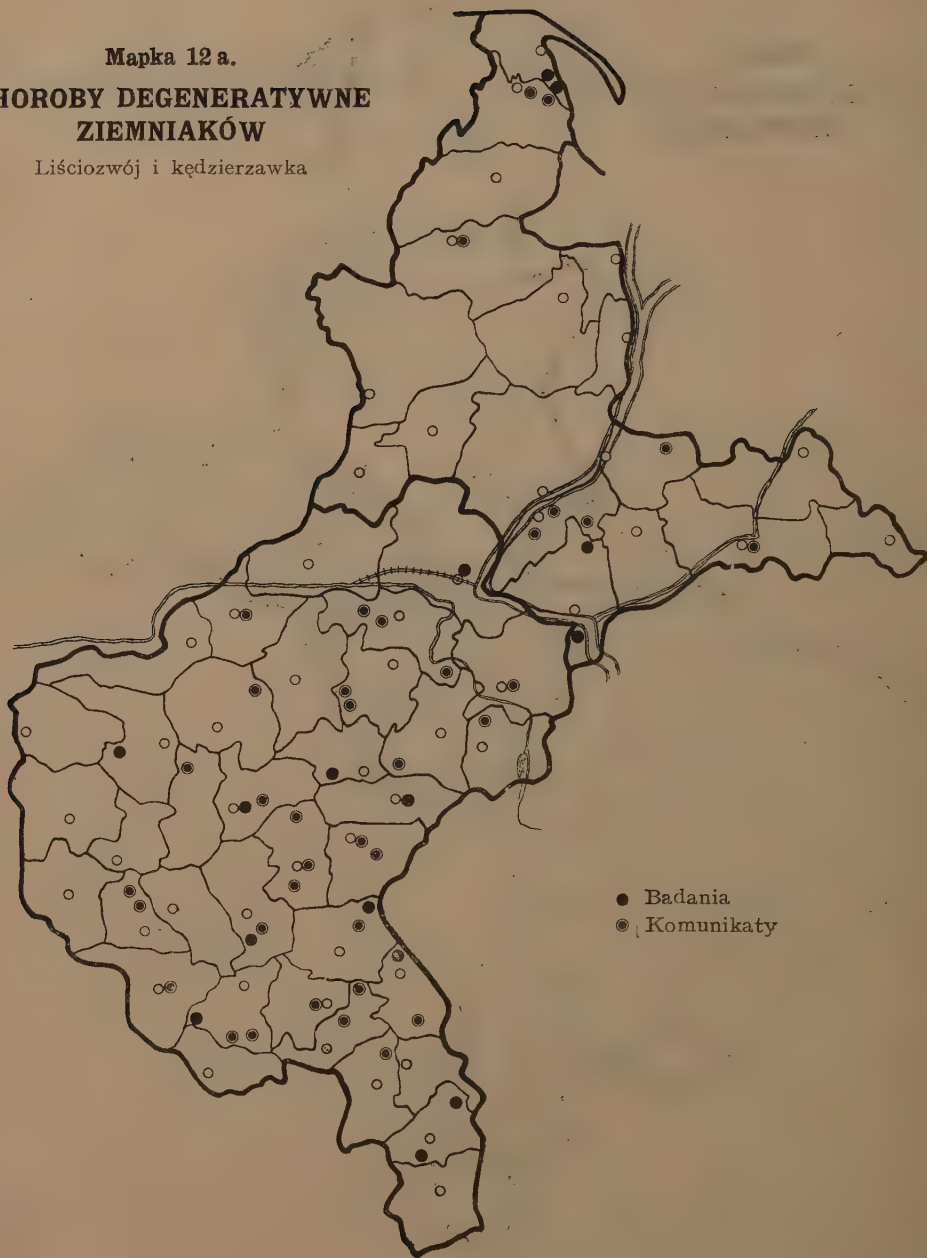 Mapka 12 a.
HOROBY DEGENERATYWNE
ZIEMNIAKÓW
Liściozwój i kędzierzawka
Badania
Komunikaty